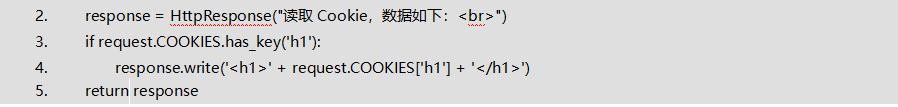 2. response = HttpResponse("读取 Cookie，数据如下：<br>")
3. if request.COOKIES.has_key('h1'):
4. response.write('<h1>' + request.COOKIES['h1'] + '</h1>')
5. return response